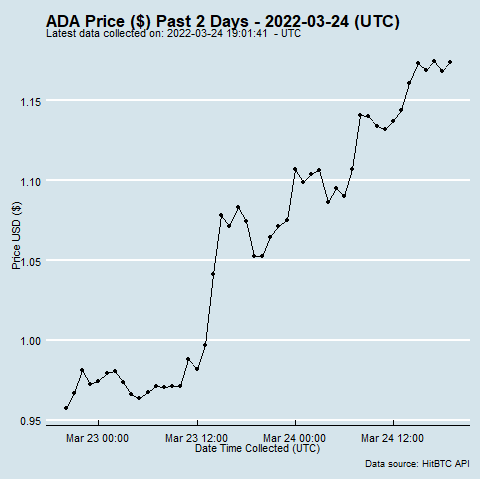 ADA Price ($) Past 2 Days - 2022-03-24 (UTC)
Latest data collected on: 2022-03-24 19:01:41  - UTC
Price USD ($)
1.15
1.10
1.05
1.00
0.95
Mar 23 00:00
Mar 23 12:00
Mar 24 00:00
Mar 24 12:00
Date Time Collected (UTC)
Data source: HitBTC API